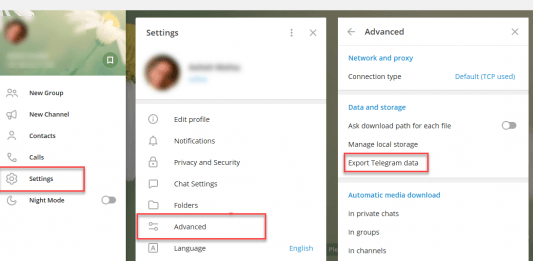 New Group
New Channel
Contacts
Calls
Settings
Night Mode
Settings
Edit profile
Notifications
Privacy and Security
Chat Settings
Folders
Advanced
Language English
Advanced
Network and proxy
Connection type Default (TCP used)
Data and storage
Ask download path for each file
Manage local storage
Export Telegram data
Automatic media download
In private chats
In groups
In channels